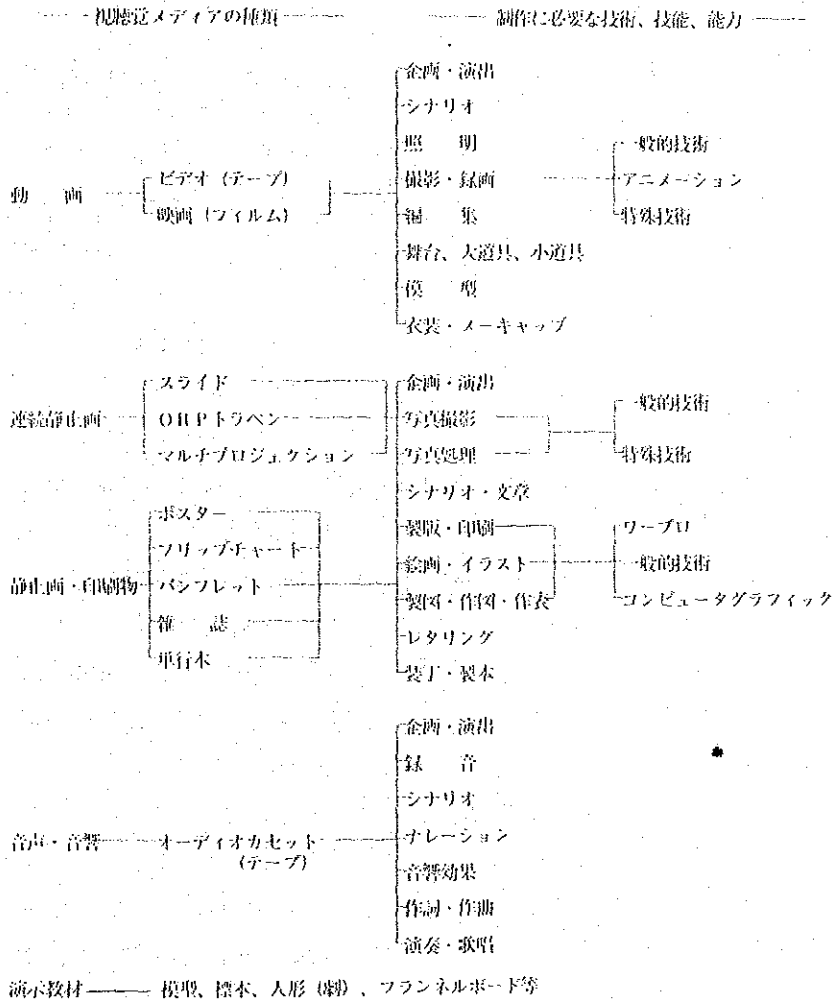 視聴覚メディアの種類 制作に必要な技術、技能、能力
企画・演出
シナリオ
照 明 一般的技術
ビデオ (テープ) 撮影・録画 アニメーション
動 画
映画 (フィルム) 編 集 特殊技術
舞台、大道具、小道具
模 型
衣装・メーキャップ
スライド 企画・演出
一般的技術
連続静止画 OHPトラペン 写真撮影
マルチプロジェクション 写真処理 特殊技術
シナリオ・文章
ポスター 製版・印刷 ワープロ
フリップチャート 絵画・イラスト 一般的技術
静止画・印刷物 パンフレット 製図・作図・作表 コンピュータグラフィック
雑 誌 レタリング
単行本 装丁・製本
企画・演出
録 音
シナリオ
音声・音響 オーディオカセット ナレーション
(テープ)
音響効果
作詞・作曲
演奏・歌唱
演示教材 模型、標本、人形 (劇) 、フランネルボード等